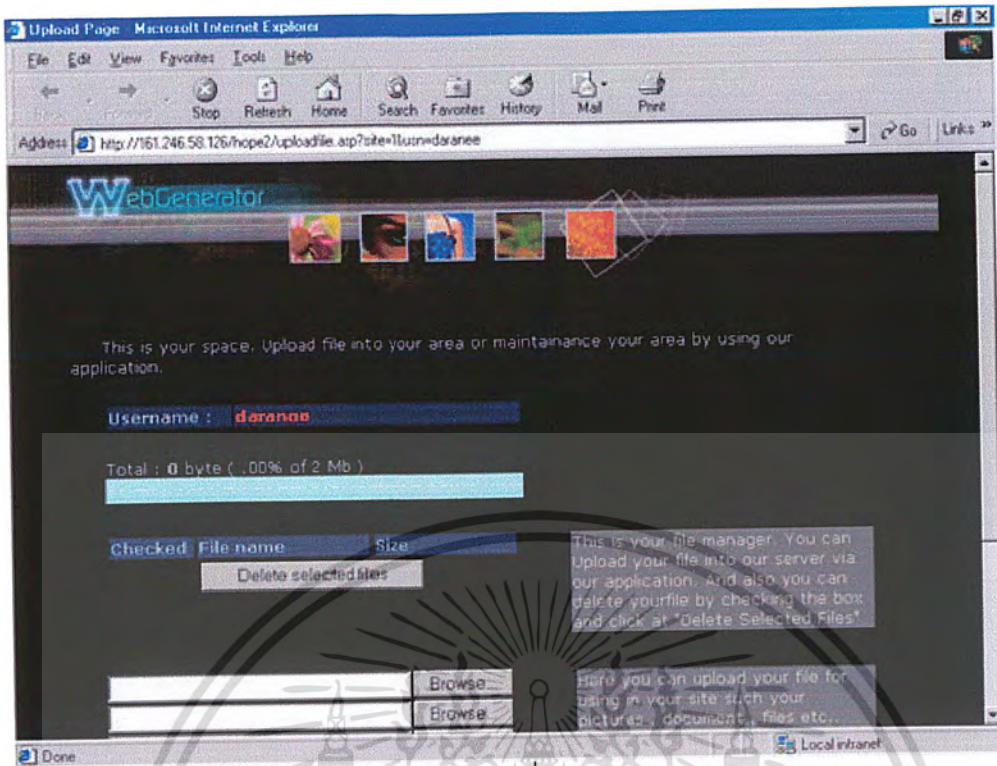 Upload Page - Microsoft Internet Explorer
File Edit View Favorites Tools Help
Back Forward Stop Refresh Home Search Favorites History Mail Print
Address http://161.246.58.126/hope2/uploadfile.asp?site=1&usn=daranee Go Links »
WebGenerator
This is your space. Upload file into your area or maintainance your area by using our
application.
Username : daranee
Total : 0 byte ( .00% of 2 Mb )
Checked File name Size
Delete selected files
This is your file manager. You can
Upload your file into our server via
our application. And also you can
delete yourfile by checking the box
and click at "Delete Selected Files"
Browse...
Browse...
Here you can upload your file for
using in your site such your
pictures , document , files etc..
Done Local intranet